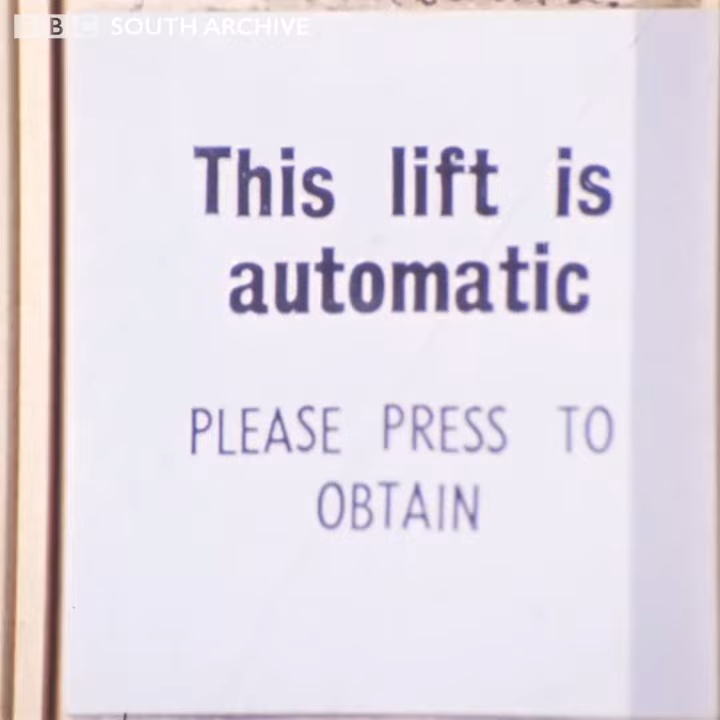 BBC SOUTH ARCHIVE
This lift is
automatic
PLEASE PRESS TO
OBTAIN